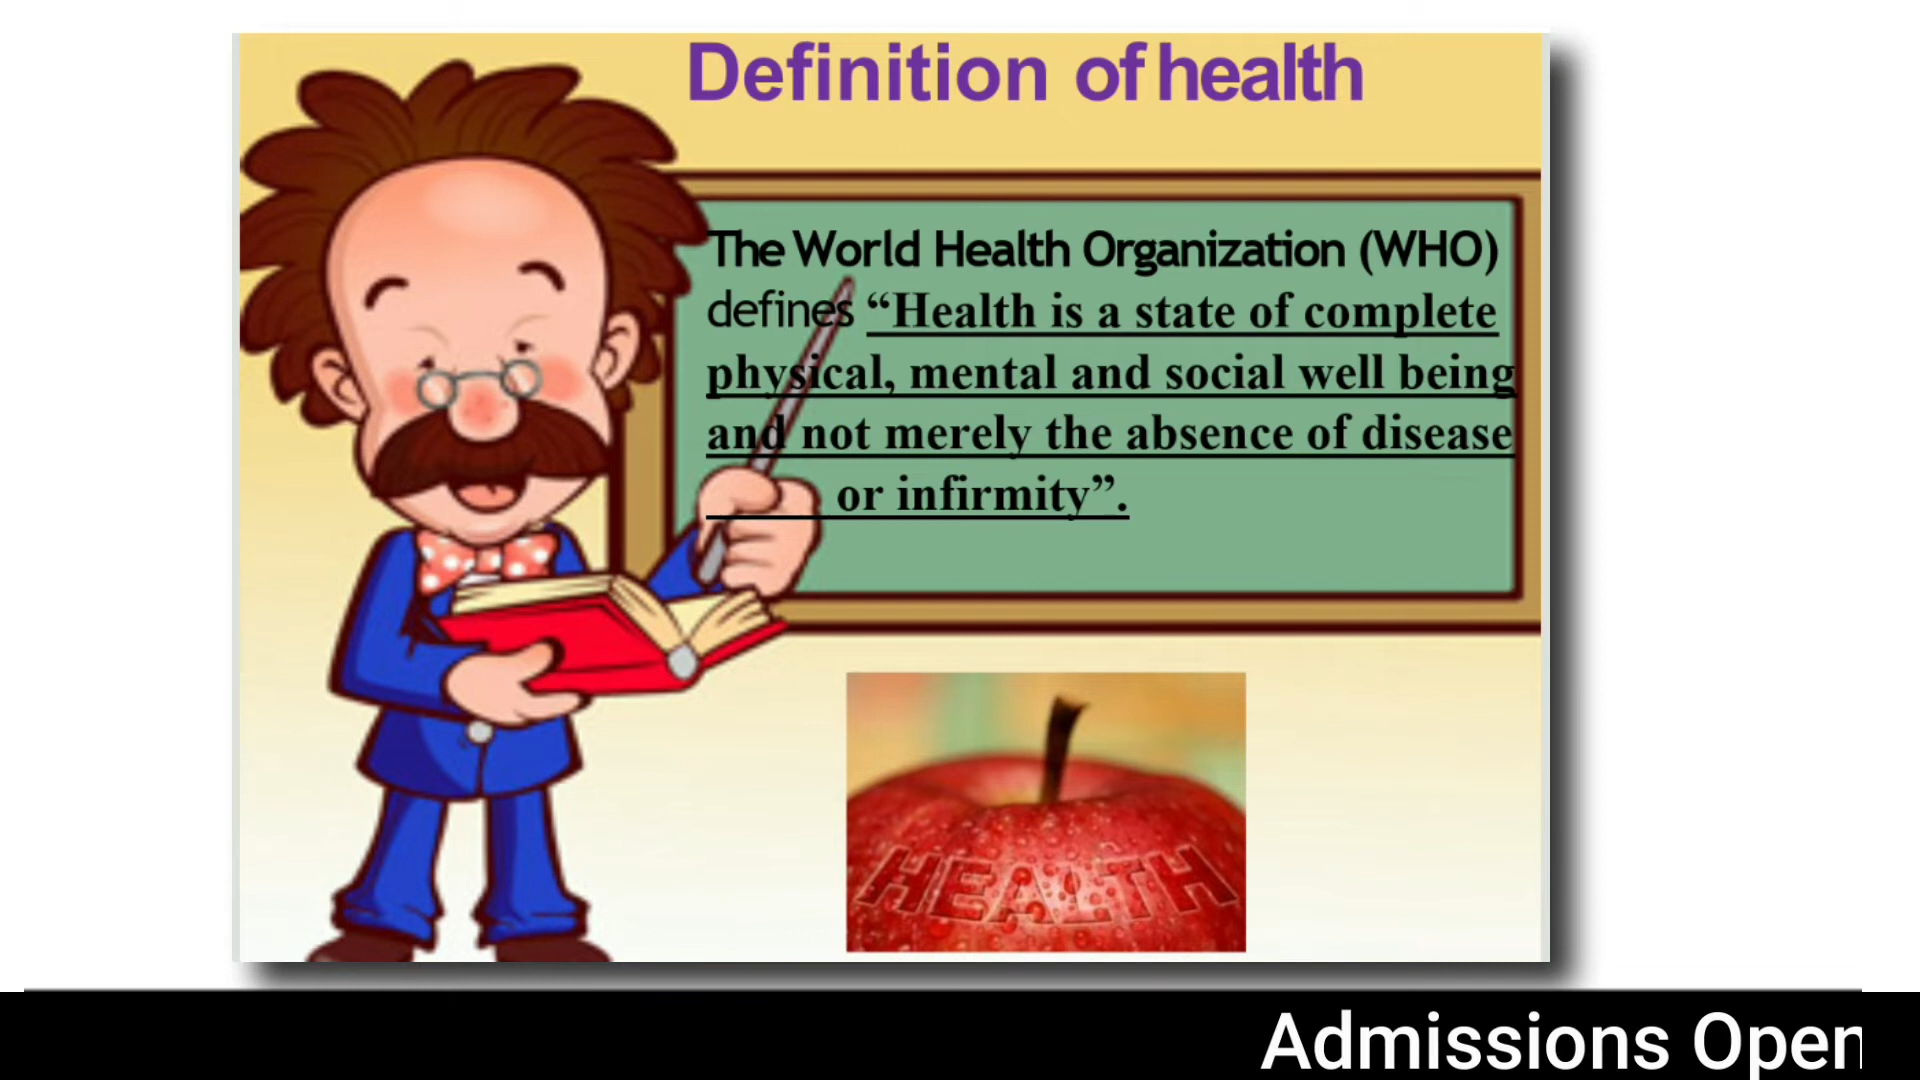 Definition of health
The World Health Organization (WHO)
defines “Health is a state of complete
physical, mental and social well being
and not merely the absence of disease
or infirmity”.
HEALTH
Admissions Open